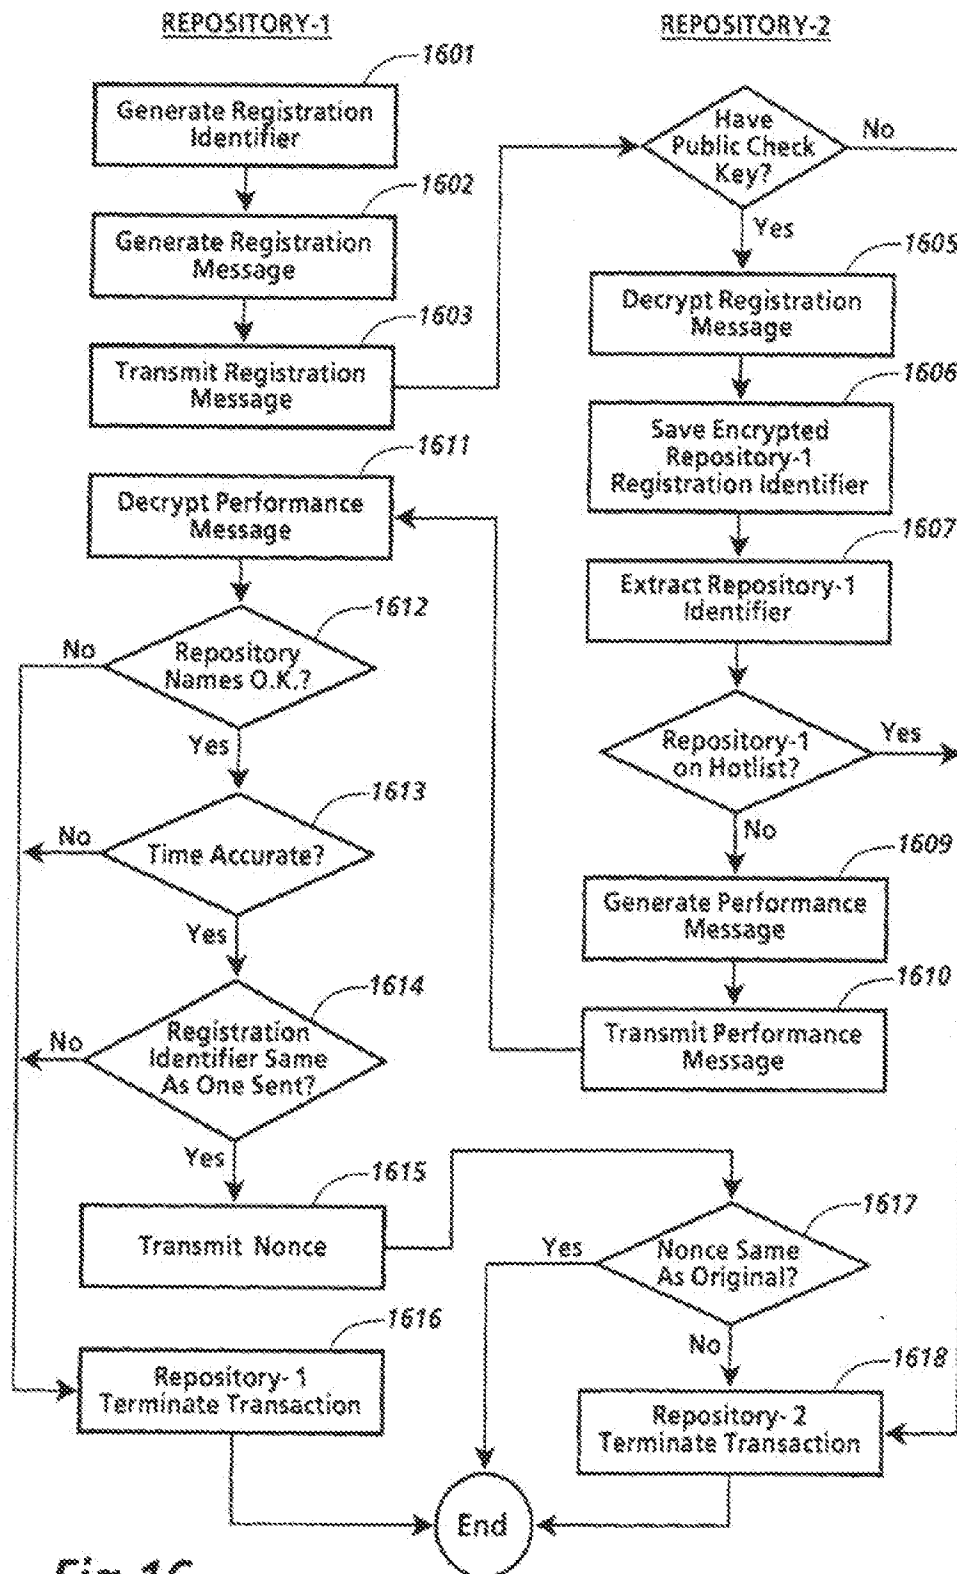 REPOSITORY-1
1601
Generate Registration
Identifier
1602
Generate Registration
Message
1603
Transmit Registration
Message
1611
Decrypt Performance
Message
1612
Repository
Names O.K.?
No
Yes
1613
Time Accurate?
No
Yes
1614
Registration
Identifier Same
As One Sent?
No
Yes
1615
Transmit Nonce
1616
Repository- 1
Terminate Transaction
REPOSITORY-2
Have
Public Check
Key?
No
Yes
1605
Decrypt Registration
Message
1606
Save Encrypted
Repository-1
Registration Identifier
1607
Extract Repository-1
Identifier
Repository-1
on Hotlist?
Yes
No
1609
Generate Performance
Message
1610
Transmit Performance
Message
1617
Nonce Same
As Original?
Yes
No
1618
Repository- 2
Terminate Transaction
End